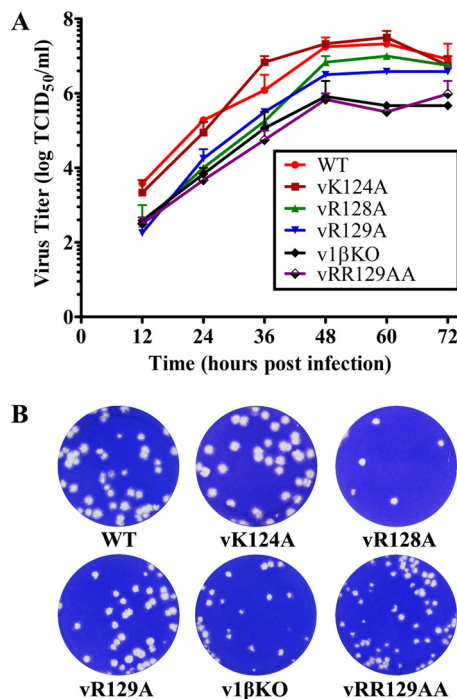 A
Virus Titer (log TCID50/ml)
8
6
4
2
0
WT
vK124A
vR128A
vR129A
v1βKO
vRR129AA
0 12 24 36 48 60 72
Time (hours post infection)
B
WT vK124A vR128A
vR129A v1βKO vRR129AA